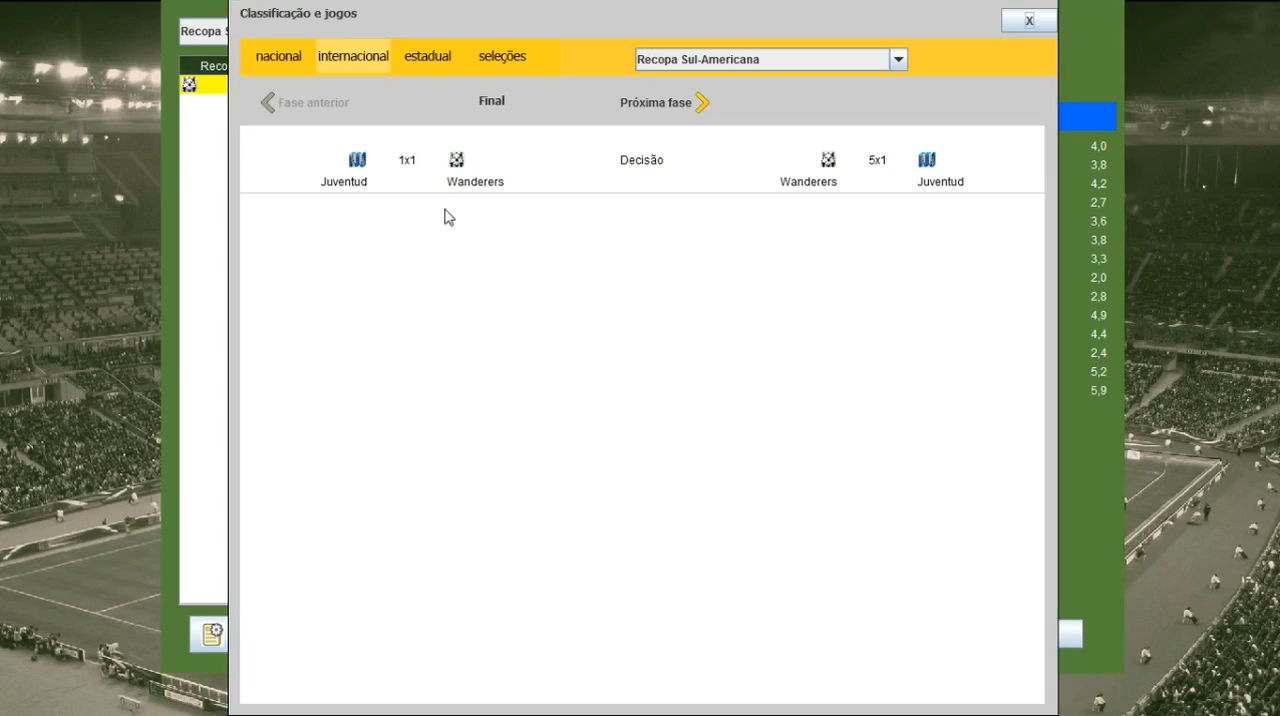 Classificação e jogos
X
Recopa S
nacional internacional estadual seleções Recopa Sul-Americana
Reco
Fase anterior Final Próxima fase
Juventud 1x1 Wanderers Decisão Wanderers 5x1 Juventud
4,0
3,8
4,2
2,7
3,6
3,8
3,3
2,0
2,8
4,9
4,4
2,4
5,2
5,9